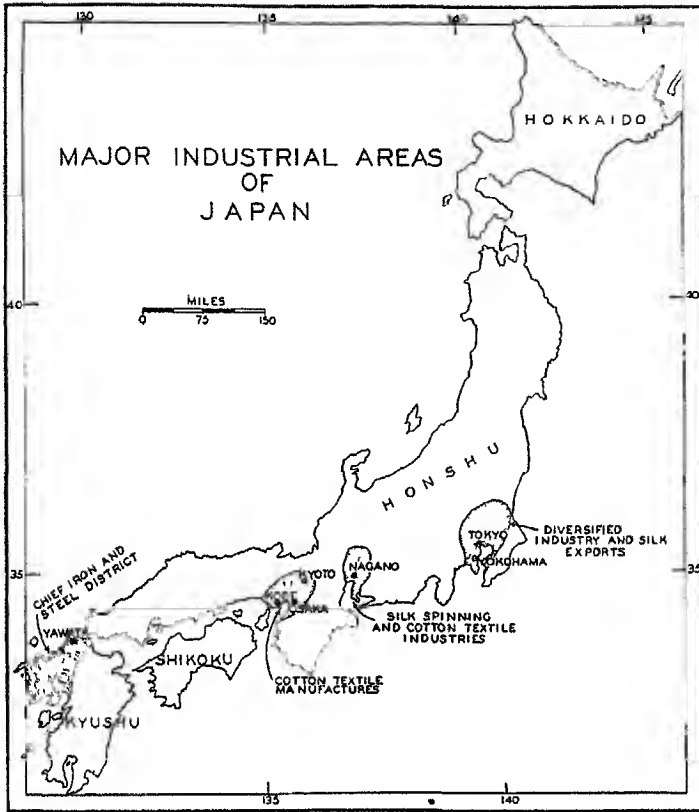 130
135
140
145
HOKKAIDO
MAJOR INDUSTRIAL AREAS
OF
JAPAN
40
40
MILES
0 75 150
HONSHU
DIVERSIFIED
INDUSTRY AND SILK
EXPORTS
TOKYO
YOKOHAMA
35
35
CHIEF IRON AND
STEEL DISTRICT
YAWATA
KYOTO
KOBE
OSAKA
NAGANO
SILK SPINNING
AND COTTON TEXTILE
INDUSTRIES
SHIKOKU
COTTON TEXTILE
MANUFACTURES
KYUSHU
135
140